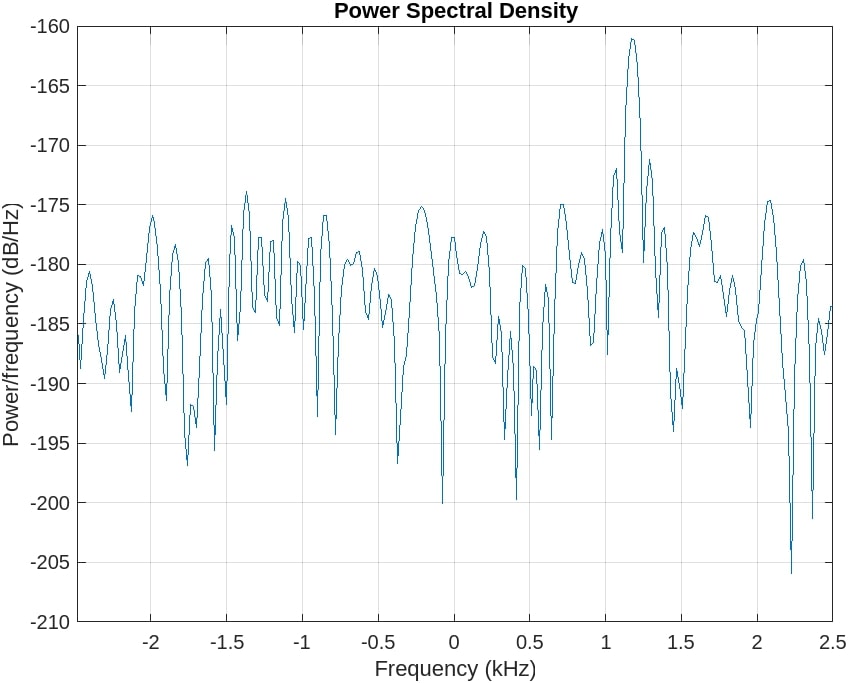 Power Spectral Density
Power/frequency (dB/Hz)
-160
-165
-170
-175
-180
-185
-190
-195
-200
-205
-210
-2 -1.5 -1 -0.5 0 0.5 1 1.5 2 2.5
Frequency (kHz)